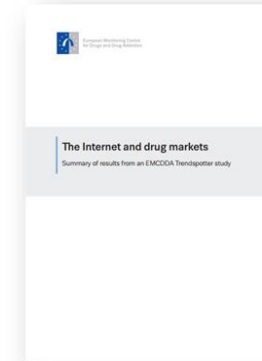 European Monitoring Centre
for Drugs and Drug Addiction
The Internet and drug markets
Summary of results from an EMCDDA Trendspotter study